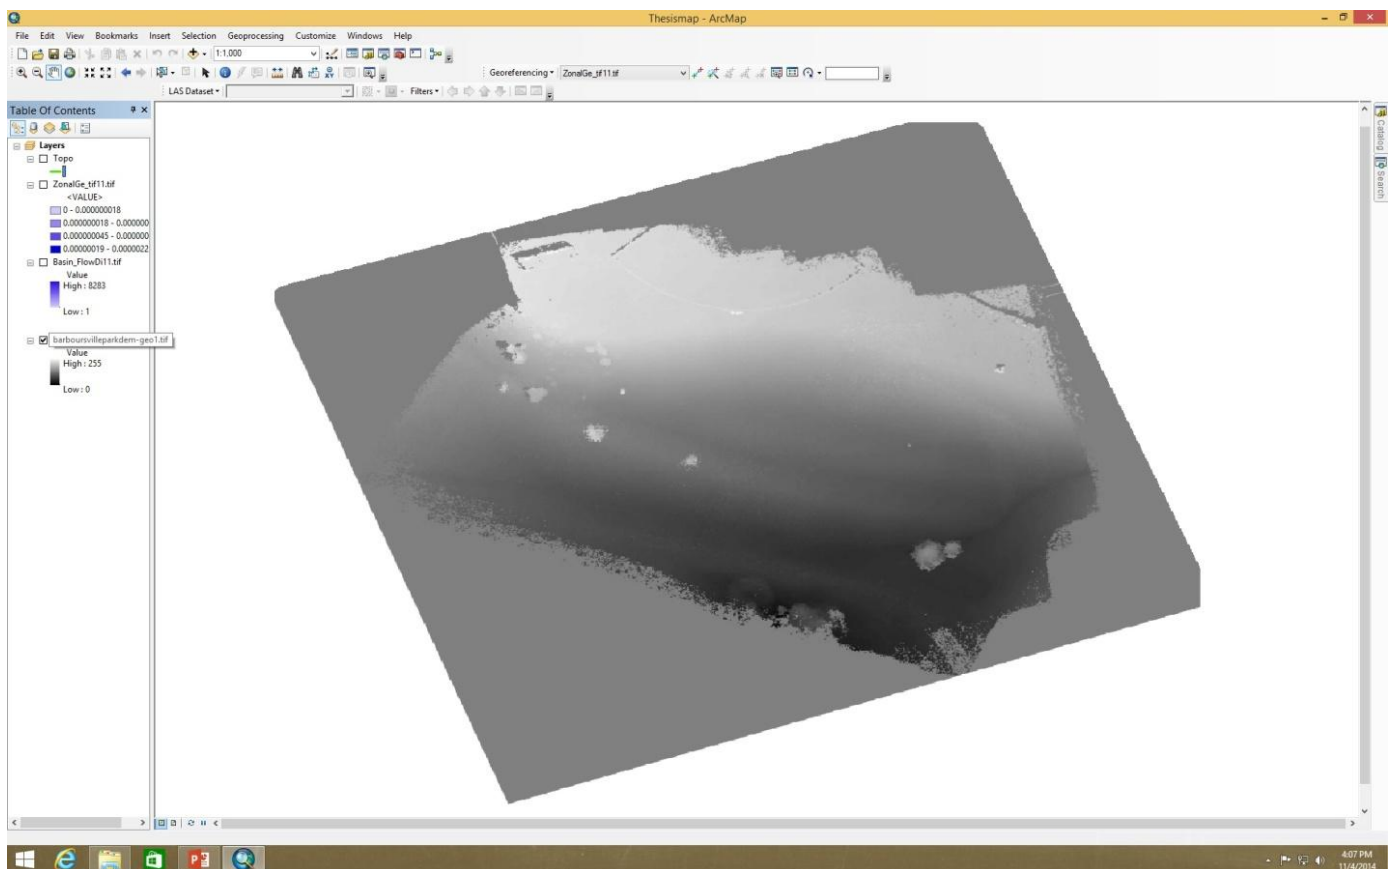 Thesismap - ArcMap
File Edit View Bookmarks Insert Selection Geoprocessing Customize Windows Help
1:1,000
Georeferencing ZonalGe_tif11.tif
LAS Dataset Filters
Table Of Contents
Layers
Topo
ZonalGe_tif11.tif
<VALUE>
0 - 0.000000018
0.000000018 - 0.000000
0.000000045 - 0.000000
0.00000019 - 0.0000022
Basin_FlowDi11.tif
Value
High : 8283
Low : 1
barboursvilleparkdem-geo1.tif
Value
High : 255
Low : 0
Catalog
Search
4:07 PM
11/4/2014